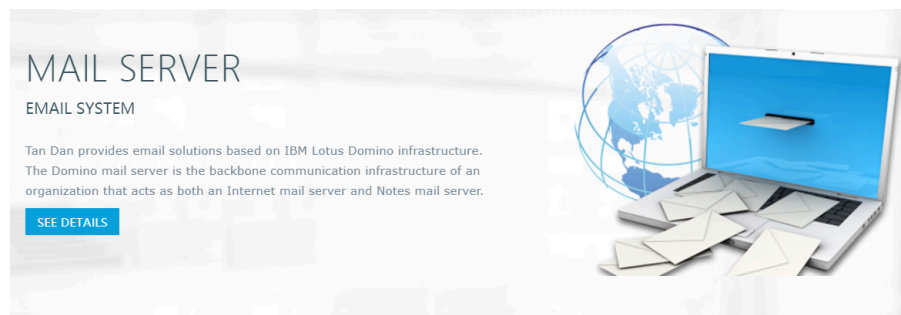 MAIL SERVER
EMAIL SYSTEM
Tan Dan provides email solutions based on IBM Lotus Domino infrastructure.
The Domino mail server is the backbone communication infrastructure of an
organization that acts as both an Internet mail server and Notes mail server.
SEE DETAILS